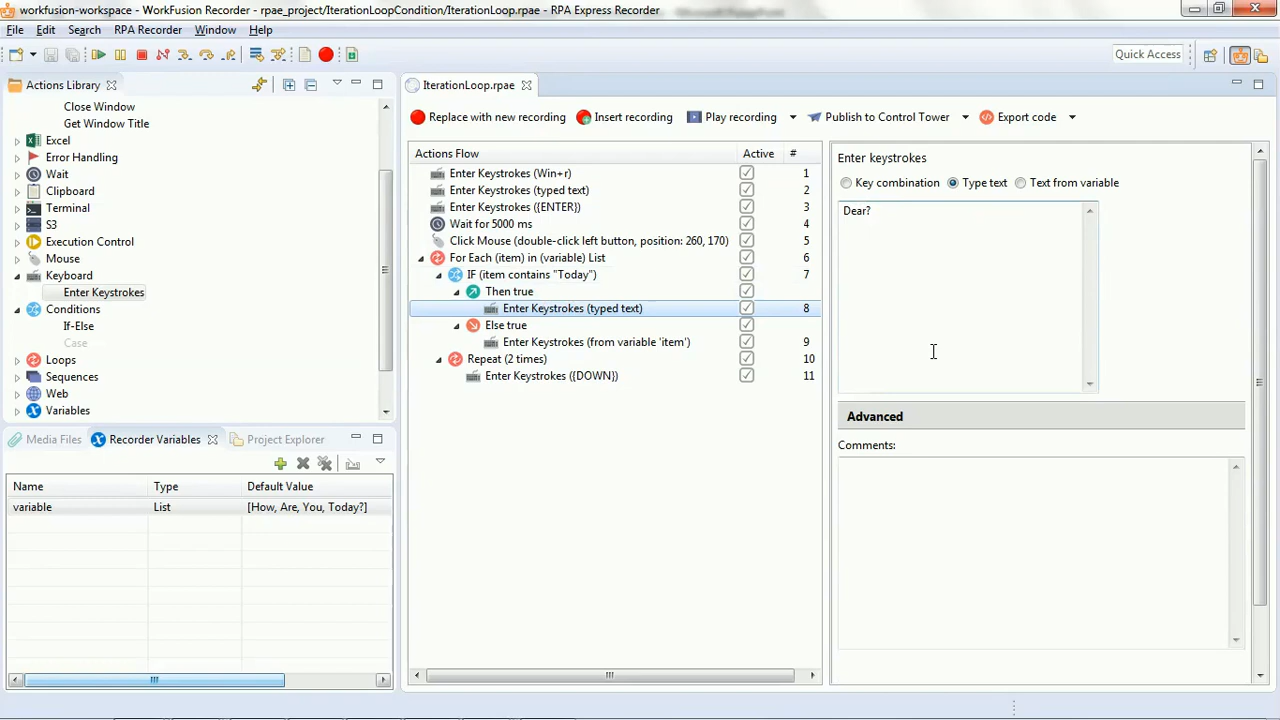 workfusion-workspace - WorkFusion Recorder - rpae_project/IterationLoopCondition/IterationLoop.rpae - RPA Express Recorder
File Edit Search RPA Recorder Window Help
Quick Access
Actions Library
Close Window
Get Window Title
Excel
Error Handling
Wait
Clipboard
Terminal
S3
Execution Control
Mouse
Keyboard
Enter Keystrokes
Conditions
If-Else
Case
Loops
Sequences
Web
Variables
Media Files Recorder Variables Project Explorer
Name Type Default Value
variable List [How, Are, You, Today?]
IterationLoop.rpae
Replace with new recording Insert recording Play recording Publish to Control Tower Export code
Actions Flow Active #
Enter Keystrokes (Win+r) 1
Enter Keystrokes (typed text) 2
Enter Keystrokes ({ENTER}) 3
Wait for 5000 ms 4
Click Mouse (double-click left button, position: 260, 170) 5
For Each (item) in (variable) List 6
IF (item contains "Today") 7
Then true
Enter Keystrokes (typed text) 8
Else true
Enter Keystrokes (from variable 'item') 9
Repeat (2 times) 10
Enter Keystrokes ({DOWN}) 11
Enter keystrokes
Key combination Type text Text from variable
Dear?
Advanced
Comments: